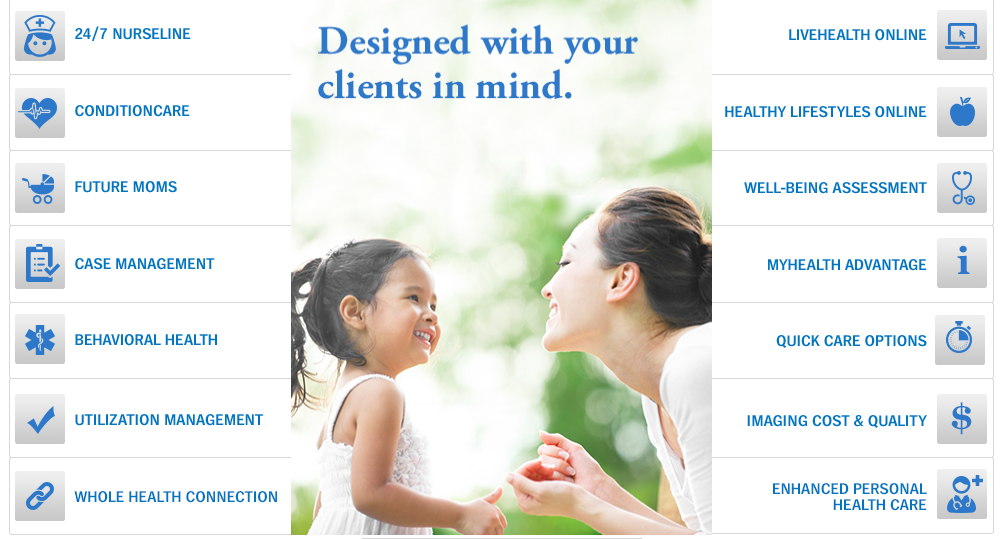 24/7 NURSELINE
CONDITIONCARE
FUTURE MOMS
CASE MANAGEMENT
BEHAVIORAL HEALTH
UTILIZATION MANAGEMENT
WHOLE HEALTH CONNECTION
Designed with your
clients in mind.
LIVEHEALTH ONLINE
HEALTHY LIFESTYLES ONLINE
WELL-BEING ASSESSMENT
MYHEALTH ADVANTAGE
i
QUICK CARE OPTIONS
IMAGING COST & QUALITY
$
ENHANCED PERSONAL
HEALTH CARE